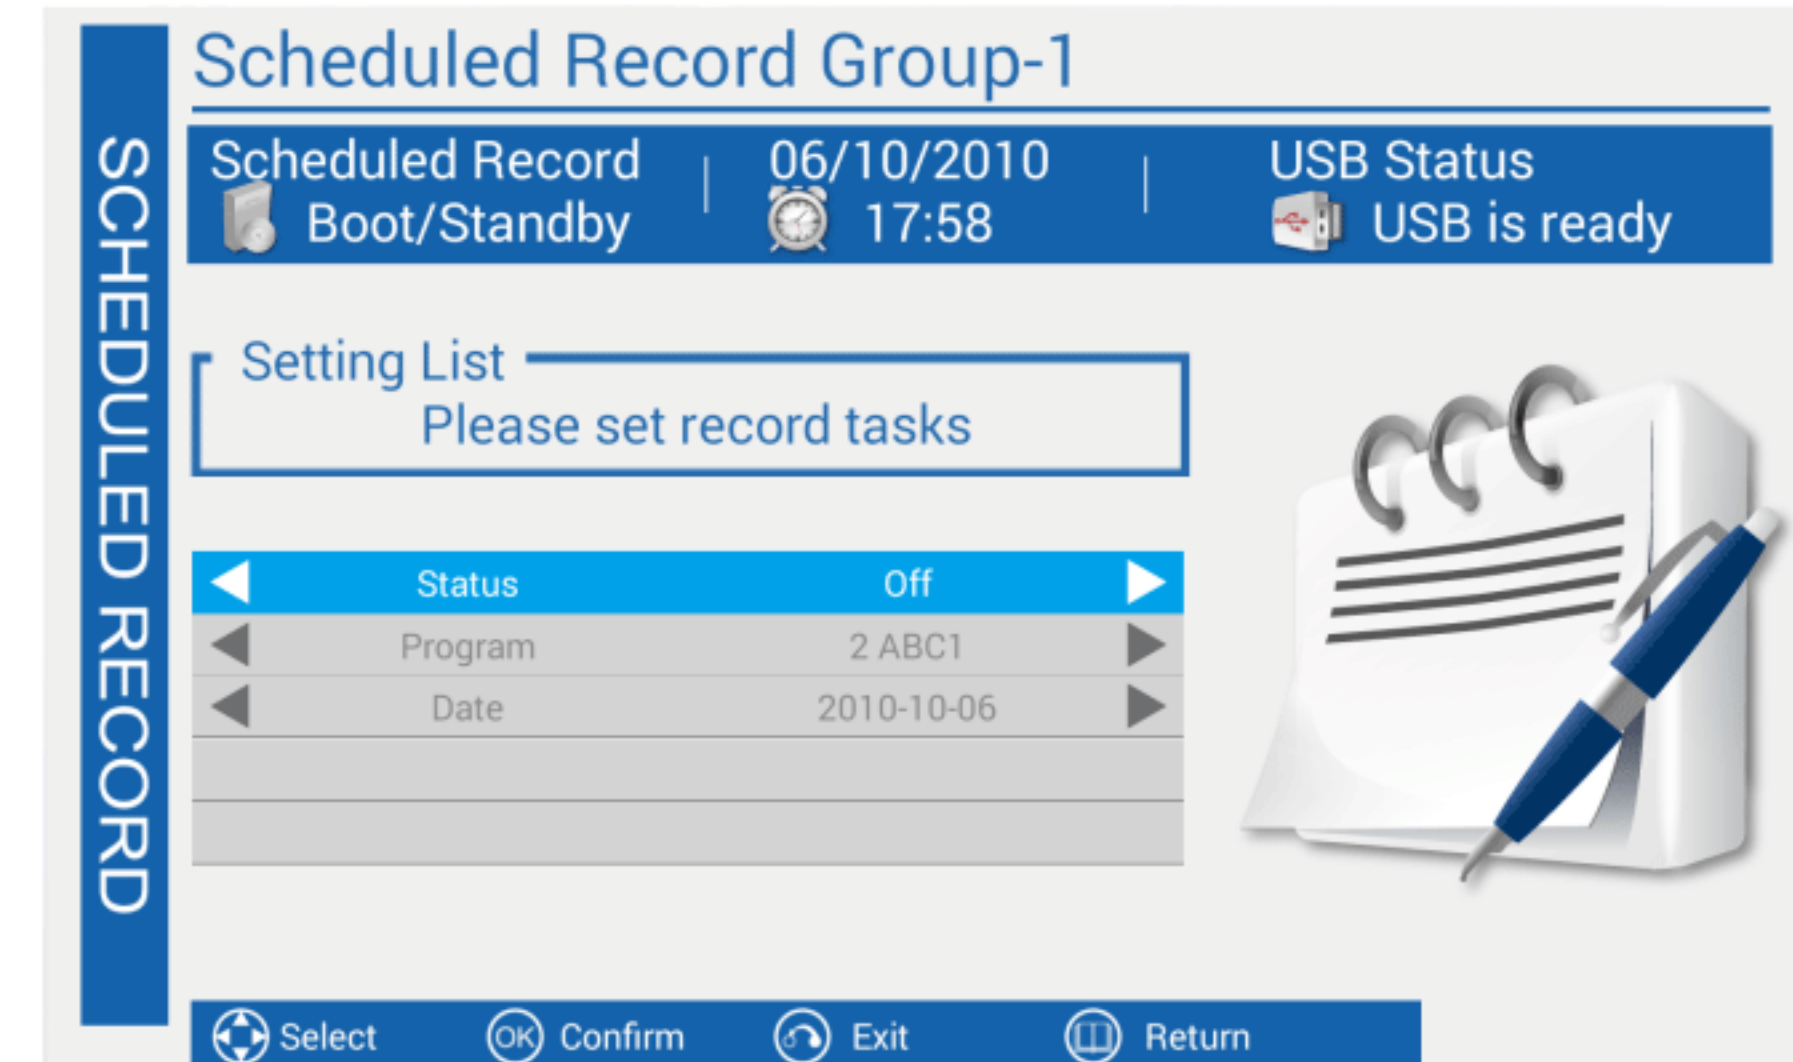 SCHEDULED RECORD
Scheduled Record Group-1
Scheduled Record
Boot/Standby
06/10/2010
17:58
USB Status
USB is ready
Setting List
Please set record tasks
Status Off
Program 2 ABC1
Date 2010-10-06
Select OK Confirm Exit Return